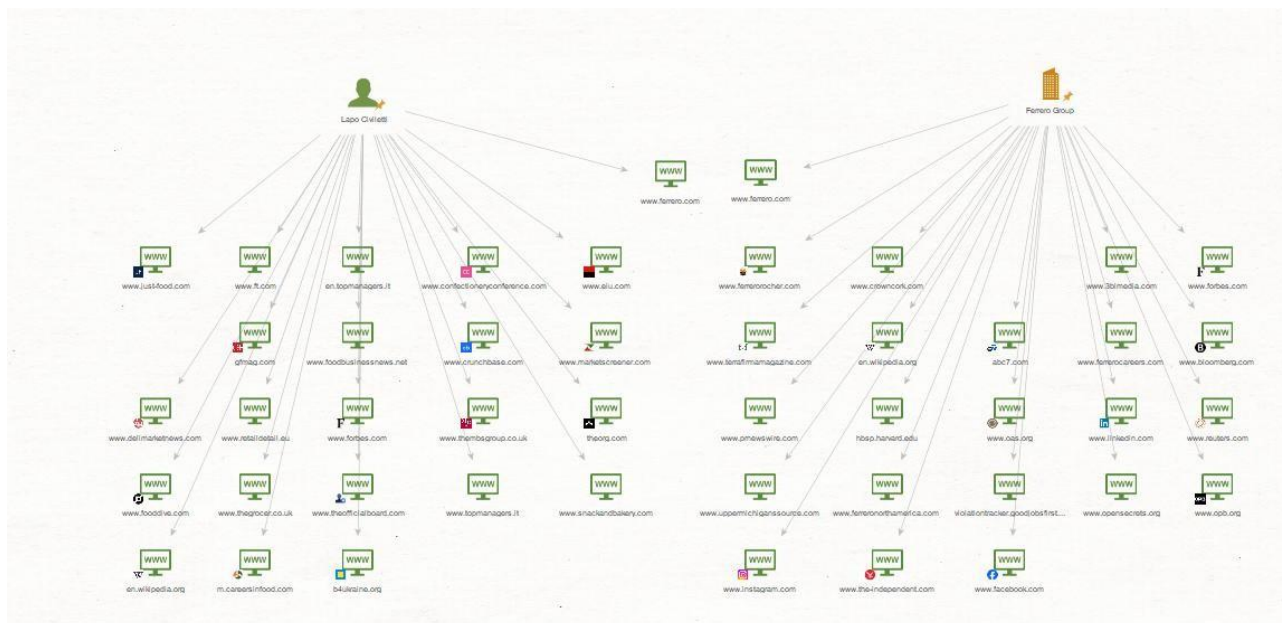 Lapo Civiletti
Ferrero Group
www.ferrero.com
www.ferrero.com
www.just-food.com
www.ft.com
en.topmanagers.it
www.confectioneryconference.com
www.eiu.com
www.ferrerorocher.com
www.crowncork.com
www.3blmedia.com
www.forbes.com
gfmag.com
www.foodbusinessnews.net
www.crunchbase.com
www.marketscreener.com
www.terrafirmamagazine.com
en.wikipedia.org
abc7.com
www.ferrerocareers.com
www.bloomberg.com
www.delimarketnews.com
www.retaildetail.eu
www.forbes.com
www.thembsgroup.co.uk
theorg.com
www.prnewswire.com
hbsp.harvard.edu
www.oas.org
www.linkedin.com
www.reuters.com
www.fooddive.com
www.thegrocer.co.uk
www.theofficialboard.com
www.topmanagers.it
www.snackandbakery.com
www.uppermichiganssource.com
www.ferreronorthamerica.com
violationtracker.goodjobsfirst....
www.opensecrets.org
www.opb.org
en.wikipedia.org
m.careersinfood.com
b4ukraine.org
www.instagram.com
www.the-independent.com
www.facebook.com